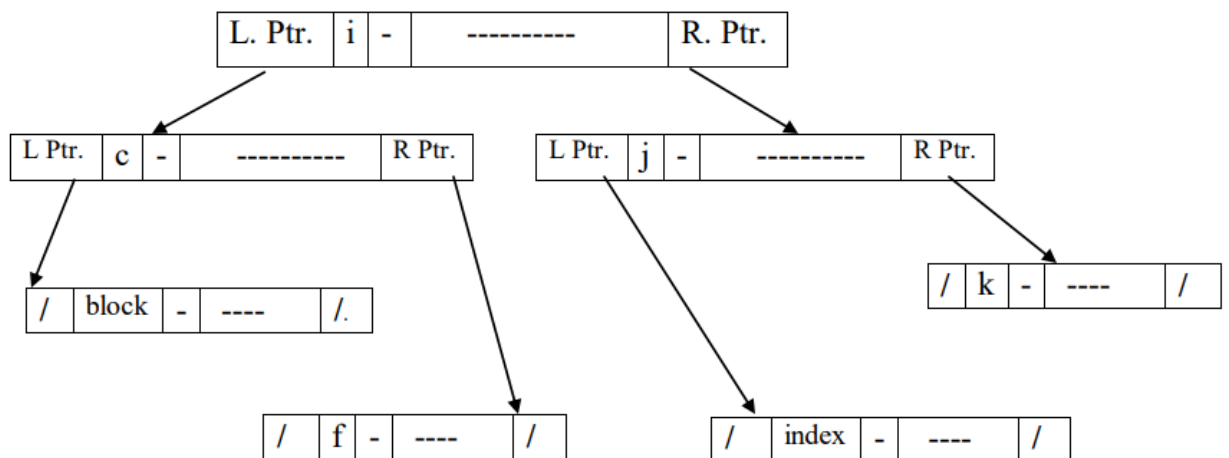 L. Ptr. i - ---------- R. Ptr.
L Ptr. c - ---------- R Ptr.
L Ptr. j - ---------- R Ptr.
/ k - ---- /
/ block - ---- /.
/ f - ---- /
/ index - ---- /